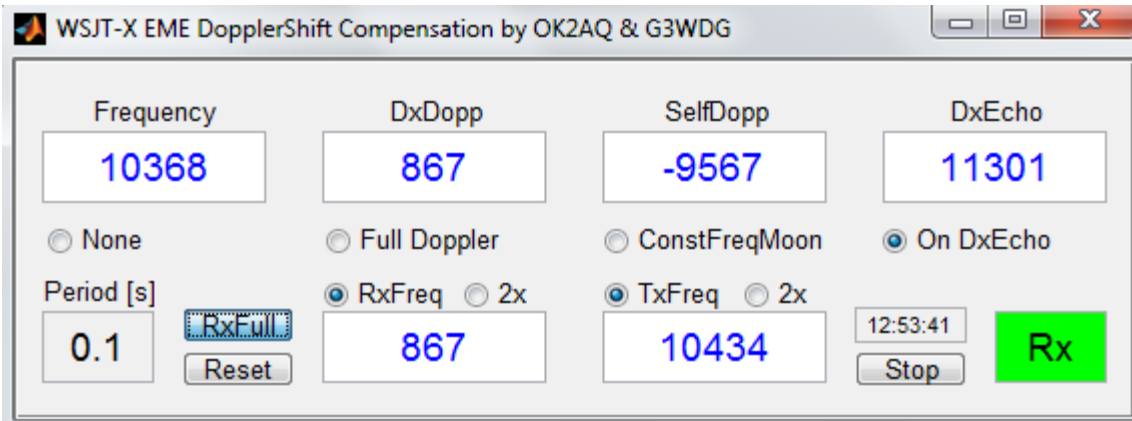 WSJT-X EME DopplerShift Compensation by OK2AQ & G3WDG
Frequency DxDopp SelfDopp DxEcho
10368 867 -9567 11301
None Full Doppler ConstFreqMoon On DxEcho
Period [s] RxFreq 2x TxFreq 2x
0.1 RxFull Reset 867 10434 12:53:41 Stop Rx